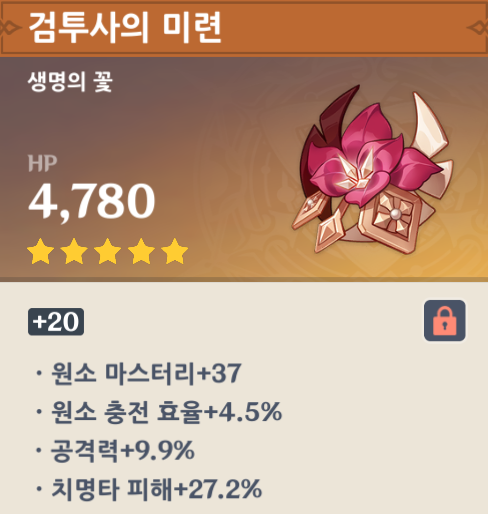 검투사의 미련
생명의 꽃
HP
4,780
+20
· 원소 마스터리+37
· 원소 충전 효율+4.5%
· 공격력+9.9%
· 치명타 피해+27.2%